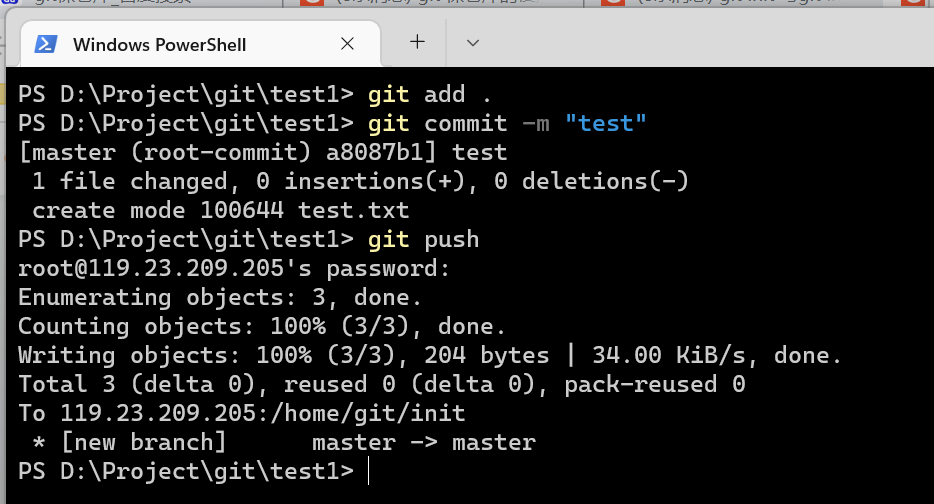 Windows PowerShell
PS D:\Project\git\test1> git add .
PS D:\Project\git\test1> git commit -m "test"
[master (root-commit) a8087b1] test
 1 file changed, 0 insertions(+), 0 deletions(-)
 create mode 100644 test.txt
PS D:\Project\git\test1> git push
root@119.23.209.205's password:
Enumerating objects: 3, done.
Counting objects: 100% (3/3), done.
Writing objects: 100% (3/3), 204 bytes | 34.00 KiB/s, done.
Total 3 (delta 0), reused 0 (delta 0), pack-reused 0
To 119.23.209.205:/home/git/init
 * [new branch]      master -> master
PS D:\Project\git\test1>